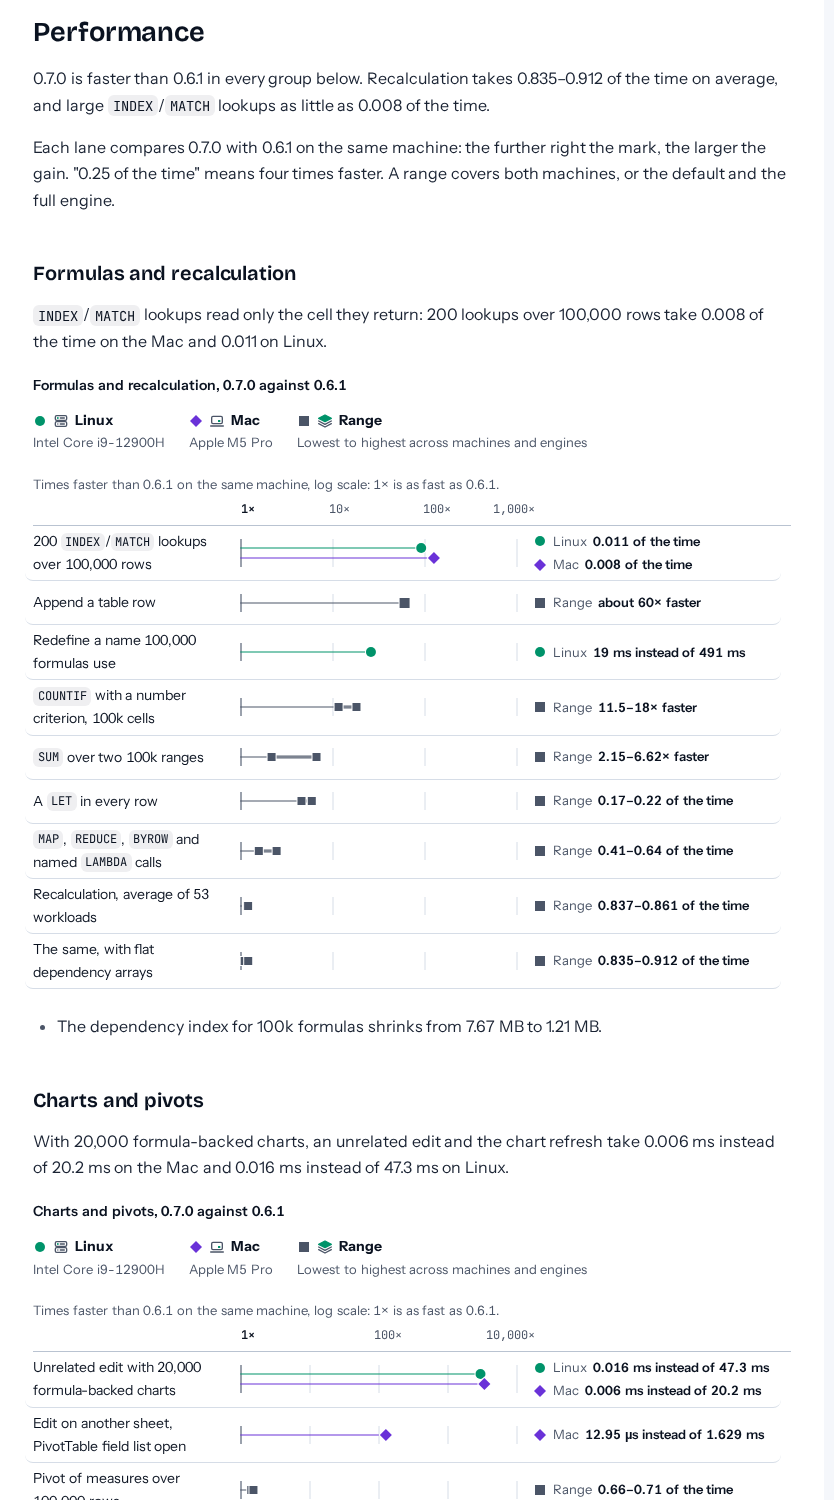 Performance
0.7.0 is faster than 0.6.1 in every group below. Recalculation takes 0.835–0.912 of the time on average,
and large INDEX / MATCH lookups as little as 0.008 of the time.
Each lane compares 0.7.0 with 0.6.1 on the same machine: the further right the mark, the larger the
gain. "0.25 of the time" means four times faster. A range covers both machines, or the default and the
full engine.
Formulas and recalculation
INDEX / MATCH lookups read only the cell they return: 200 lookups over 100,000 rows take 0.008 of
the time on the Mac and 0.011 on Linux.
Formulas and recalculation, 0.7.0 against 0.6.1
Linux Mac Range
Intel Core i9-12900H Apple M5 Pro Lowest to highest across machines and engines
Times faster than 0.6.1 on the same machine, log scale: 1× is as fast as 0.6.1.
1× 10× 100× 1,000×
200 INDEX / MATCH lookups
over 100,000 rows
Linux 0.011 of the time
Mac 0.008 of the time
Append a table row
Range about 60× faster
Redefine a name 100,000
formulas use
Linux 19 ms instead of 491 ms
COUNTIF with a number
criterion, 100k cells
Range 11.5–18× faster
SUM over two 100k ranges
Range 2.15–6.62× faster
A LET in every row
Range 0.17–0.22 of the time
MAP, REDUCE, BYROW and
named LAMBDA calls
Range 0.41–0.64 of the time
Recalculation, average of 53
workloads
Range 0.837–0.861 of the time
The same, with flat
dependency arrays
Range 0.835–0.912 of the time
• The dependency index for 100k formulas shrinks from 7.67 MB to 1.21 MB.
Charts and pivots
With 20,000 formula-backed charts, an unrelated edit and the chart refresh take 0.006 ms instead
of 20.2 ms on the Mac and 0.016 ms instead of 47.3 ms on Linux.
Charts and pivots, 0.7.0 against 0.6.1
Linux Mac Range
Intel Core i9-12900H Apple M5 Pro Lowest to highest across machines and engines
Times faster than 0.6.1 on the same machine, log scale: 1× is as fast as 0.6.1.
1× 100× 10,000×
Unrelated edit with 20,000
formula-backed charts
Linux 0.016 ms instead of 47.3 ms
Mac 0.006 ms instead of 20.2 ms
Edit on another sheet,
PivotTable field list open
Mac 12.95 µs instead of 1.629 ms
Pivot of measures over
Range 0.66–0.71 of the time